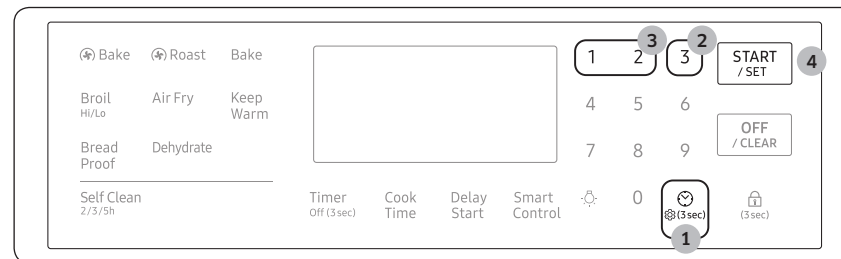 Bake Roast Bake
1 2 3
3 2
START
/ SET
4
Broil
Hi/Lo
Air Fry
Keep
Warm
4 5 6
Bread
Proof
Dehydrate
7 8 9
OFF
/ CLEAR
Self Clean
2/3/5h
Timer
Off (3 sec)
Cook
Time
Delay
Start
Smart
Control
0
(3 sec)
1
(3 sec)